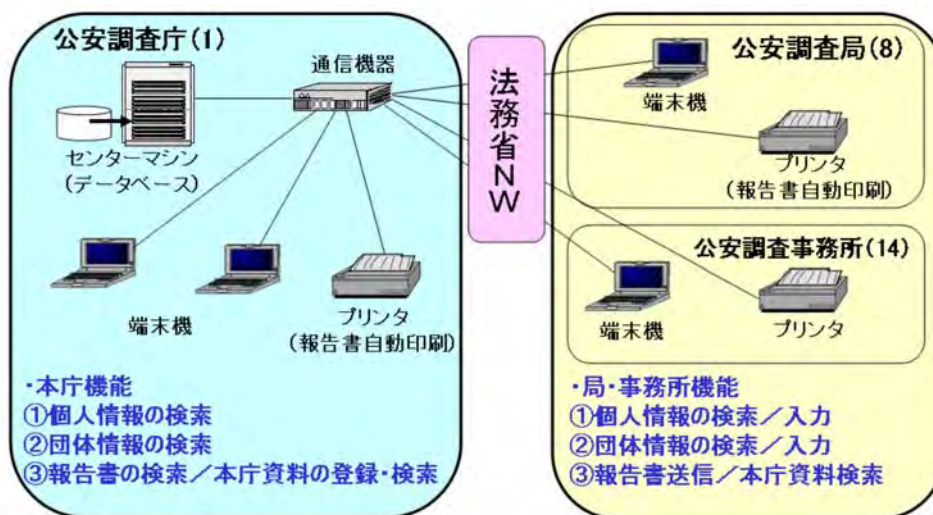 公安調査庁(1)
通信機器
センターマシン
(データベース)
端末機
プリンタ
(報告書自動印刷)
・本庁機能
①個人情報の検索
②団体情報の検索
③報告書の検索／本庁資料の登録・検索
法務省NW
公安調査局(8)
端末機
プリンタ
(報告書自動印刷)
公安調査事務所(14)
端末機
プリンタ
・局・事務所機能
①個人情報の検索／入力
②団体情報の検索／入力
③報告書送信／本庁資料検索